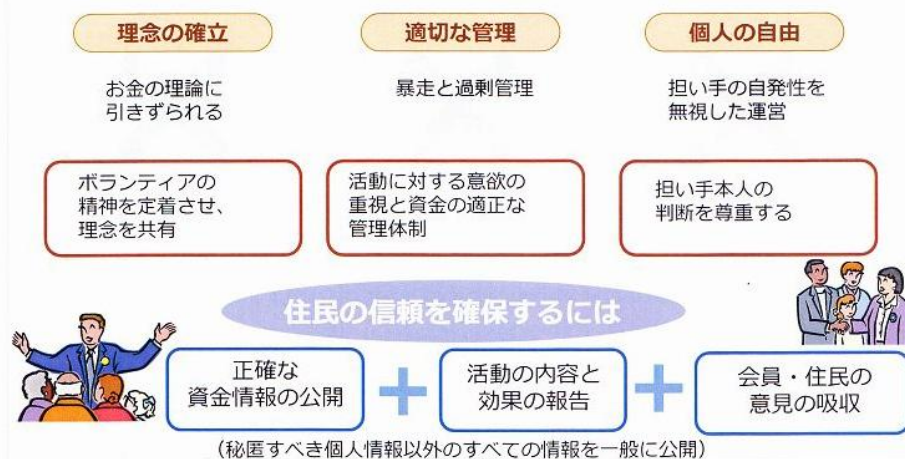 理念の確立
適切な管理
個人の自由
お金の理論に
引きずられる
暴走と過剰管理
担い手の自発性を
無視した運営
ボランティアの
精神を定着させ、
理念を共有
活動に対する意欲の
重視と資金の適正な
管理体制
担い手本人の
判断を尊重する
住民の信頼を確保するには
正確な
資金情報の公開
+
活動の内容と
効果の報告
+
会員・住民の
意見の吸収
(秘匿すべき個人情報以外のすべての情報を一般に公開)